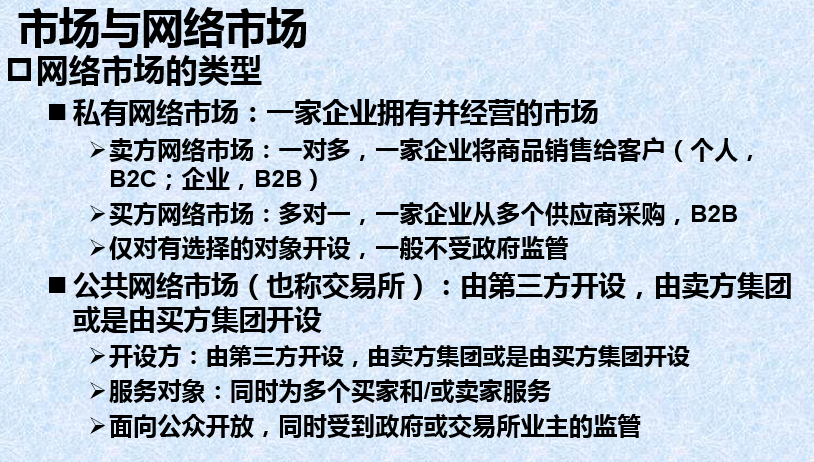 市场与网络市场
网络市场的类型
私有网络市场：一家企业拥有并经营的市场
卖方网络市场：一对多，一家企业将商品销售给客户（个人，
B2C；企业，B2B）
买方网络市场：多对一，一家企业从多个供应商采购，B2B
仅对有选择的对象开设，一般不受政府监管
公共网络市场（也称交易所）：由第三方开设，由卖方集团
或是由买方集团开设
开设方：由第三方开设，由卖方集团或是由买方集团开设
服务对象：同时为多个买家和/或卖家服务
面向公众开放，同时受到政府或交易所业主的监管